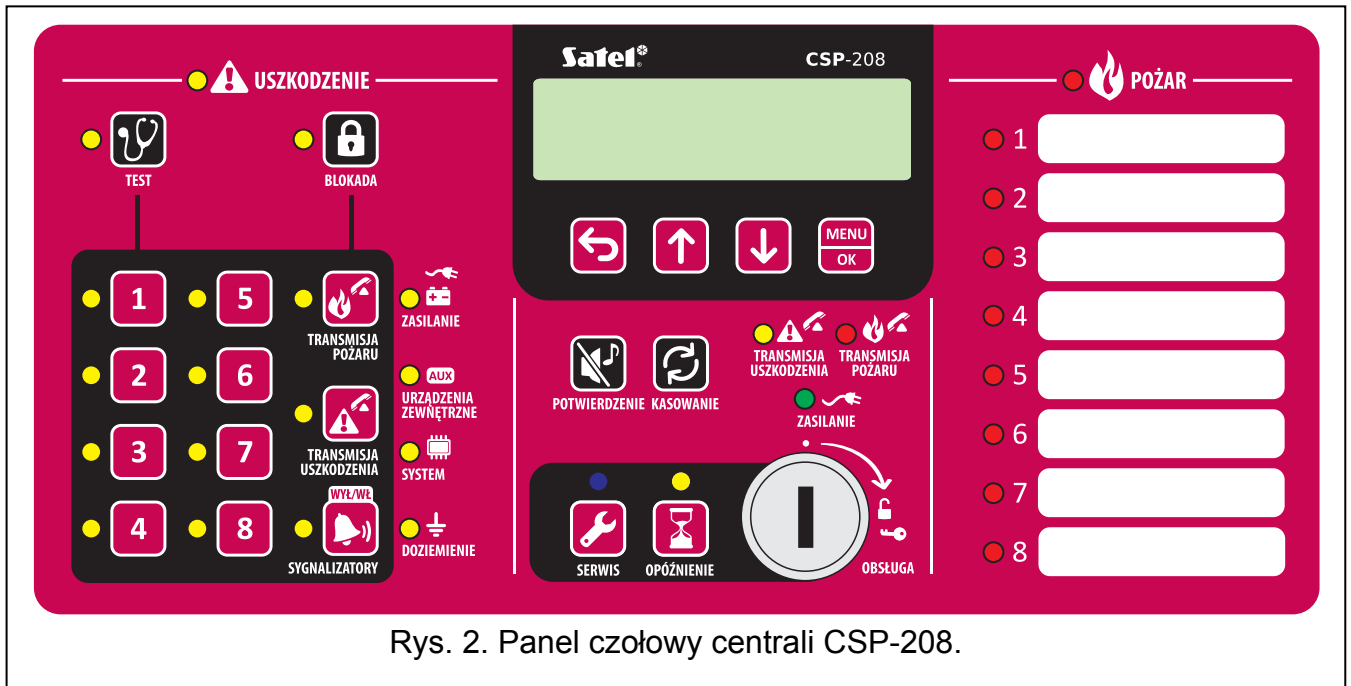 USZKODZENIE
TEST
BLOKADA
1
5
TRANSMISJA
POŻARU
ZASILANIE
2
6
AUX
URZĄDZENIA
ZEWNĘTRZNE
3
7
TRANSMISJA
USZKODZENIA
SYSTEM
4
8
WYŁ/WŁ
SYGNALIZATORY
DOZIEMIENIE
Satel®
CSP-208
MENU
OK
POTWIERDZENIE
KASOWANIE
TRANSMISJA
USZKODZENIA
TRANSMISJA
POŻARU
ZASILANIE
SERWIS
OPÓŹNIENIE
OBSŁUGA
POŻAR
1
2
3
4
5
6
7
8
Rys. 2. Panel czołowy centrali CSP-208.